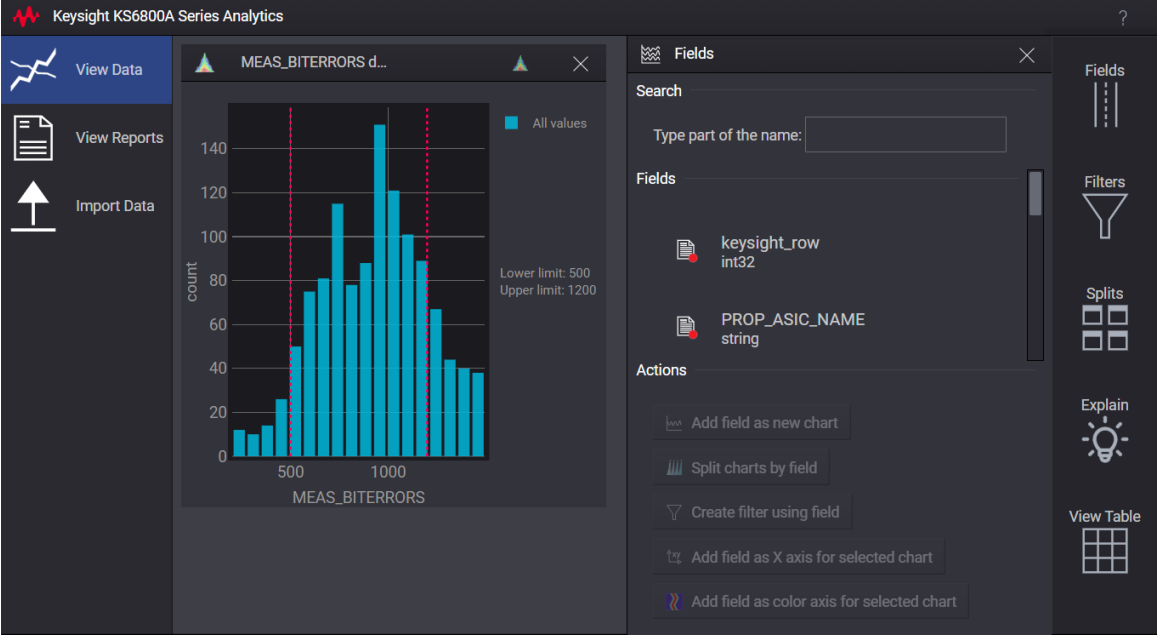 Keysight KS6800A Series Analytics
?
View Data
View Reports
Import Data
MEAS_BITERRORS d...
All values
140
120
100
80
60
40
20
0
count
500
1000
MEAS_BITERRORS
Lower limit: 500
Upper limit: 1200
Fields
Search
Type part of the name:
Fields
keysight_row
int32
PROP_ASIC_NAME
string
Actions
Add field as new chart
Split charts by field
Create filter using field
Add field as X axis for selected chart
Add field as color axis for selected chart
Fields
Filters
Splits
Explain
View Table